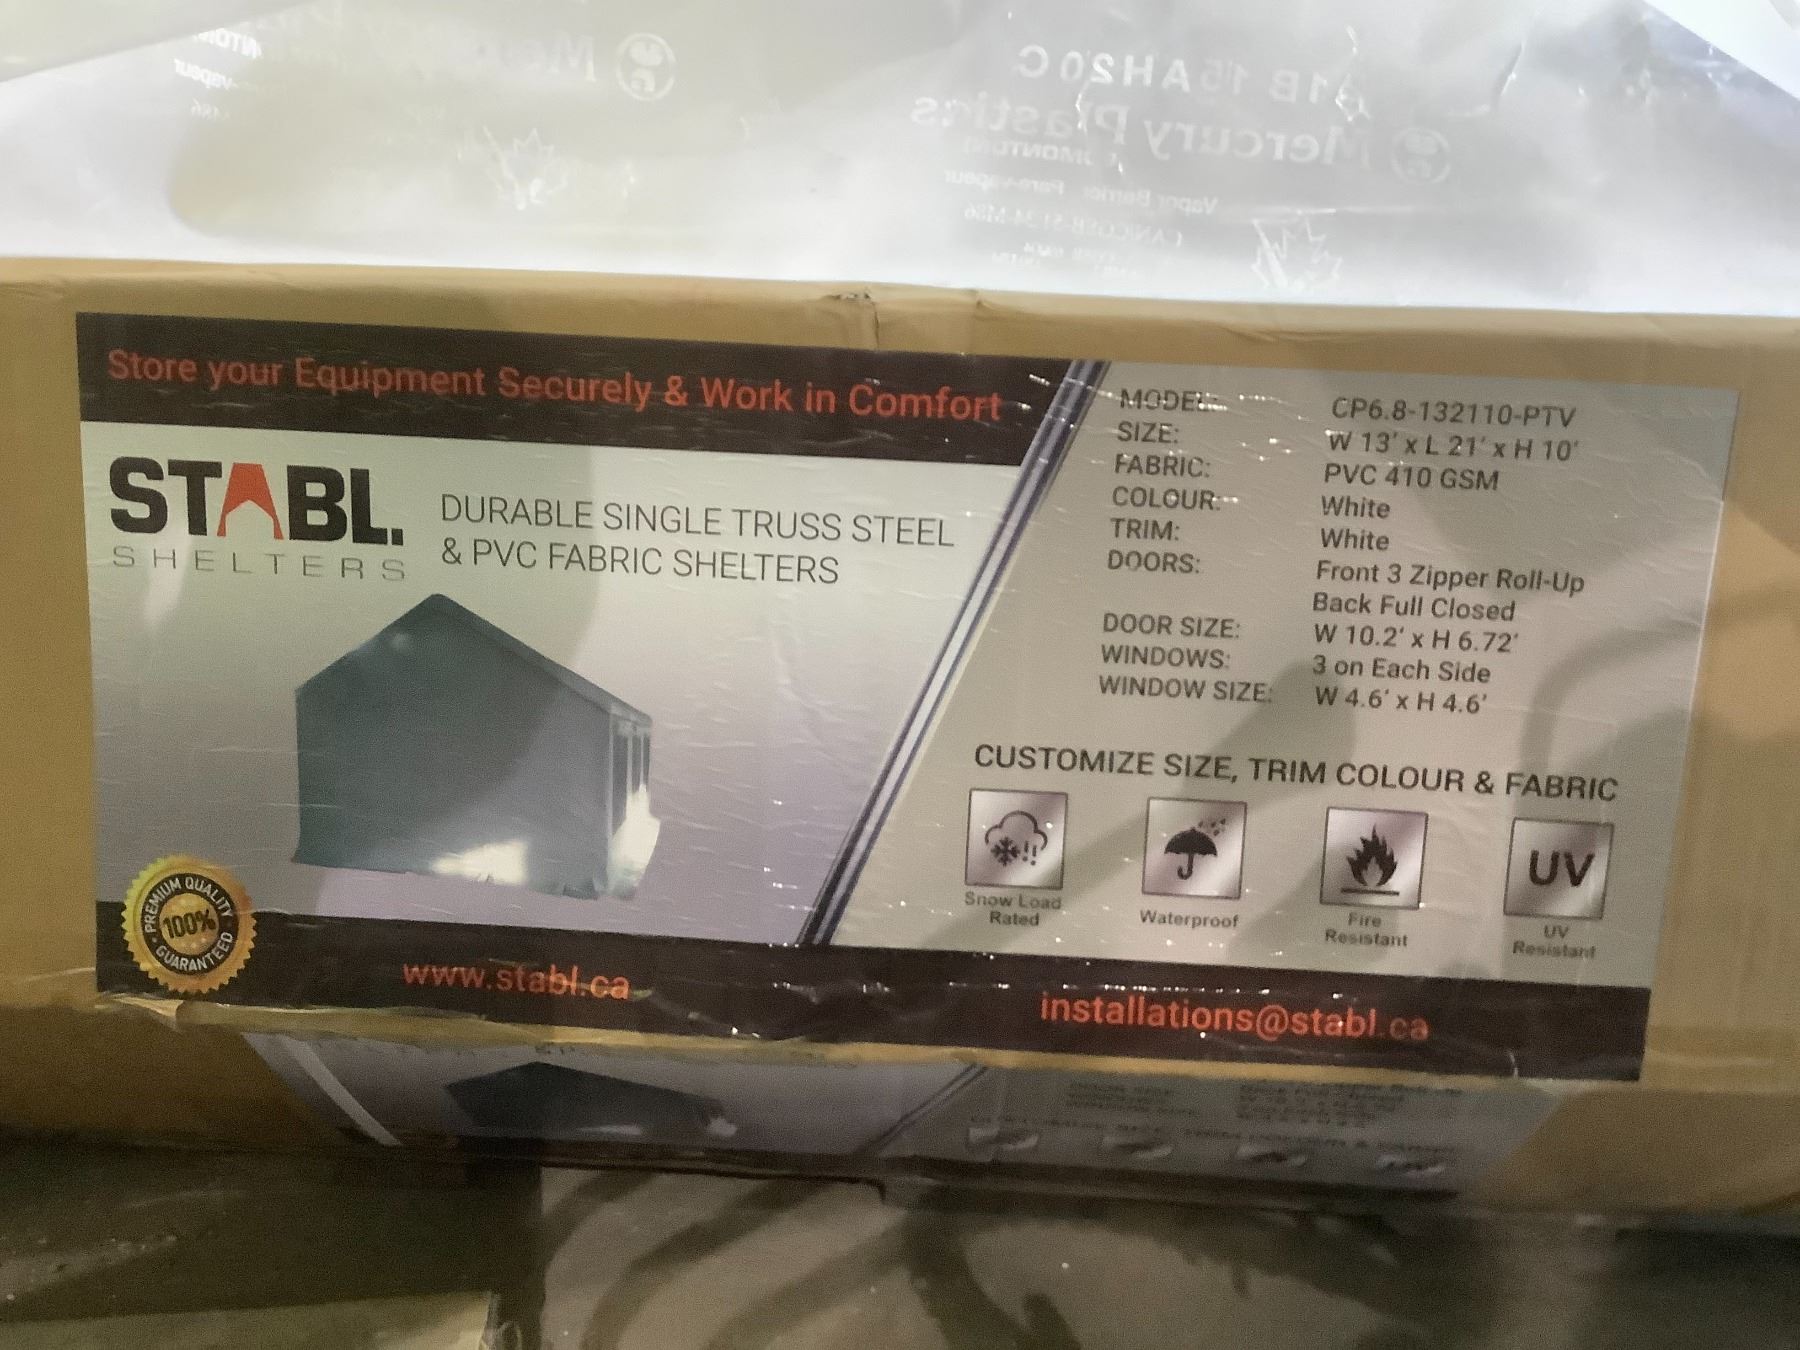 Mercury Plastics
Vapor Barrier Pare-vapeur
Store your Equipment Securely & Work in Comfort
STABL.
SHELTERS
DURABLE SINGLE TRUSS STEEL
& PVC FABRIC SHELTERS
MODEL: CP6.8-132110-PTV
SIZE: W 13' x L 21' x H 10'
FABRIC: PVC 410 GSM
COLOUR: White
TRIM: White
DOORS: Front 3 Zipper Roll-Up
Back Full Closed
DOOR SIZE: W 10.2' x H 6.72'
WINDOWS: 3 on Each Side
WINDOW SIZE: W 4.6' x H 4.6'
CUSTOMIZE SIZE, TRIM COLOUR & FABRIC
Snow Load
Rated
Waterproof
Fire
Resistant
UV
UV
Resistant
PREMIUM QUALITY
100%
GUARANTEED
www.stabl.ca
installations@stabl.ca